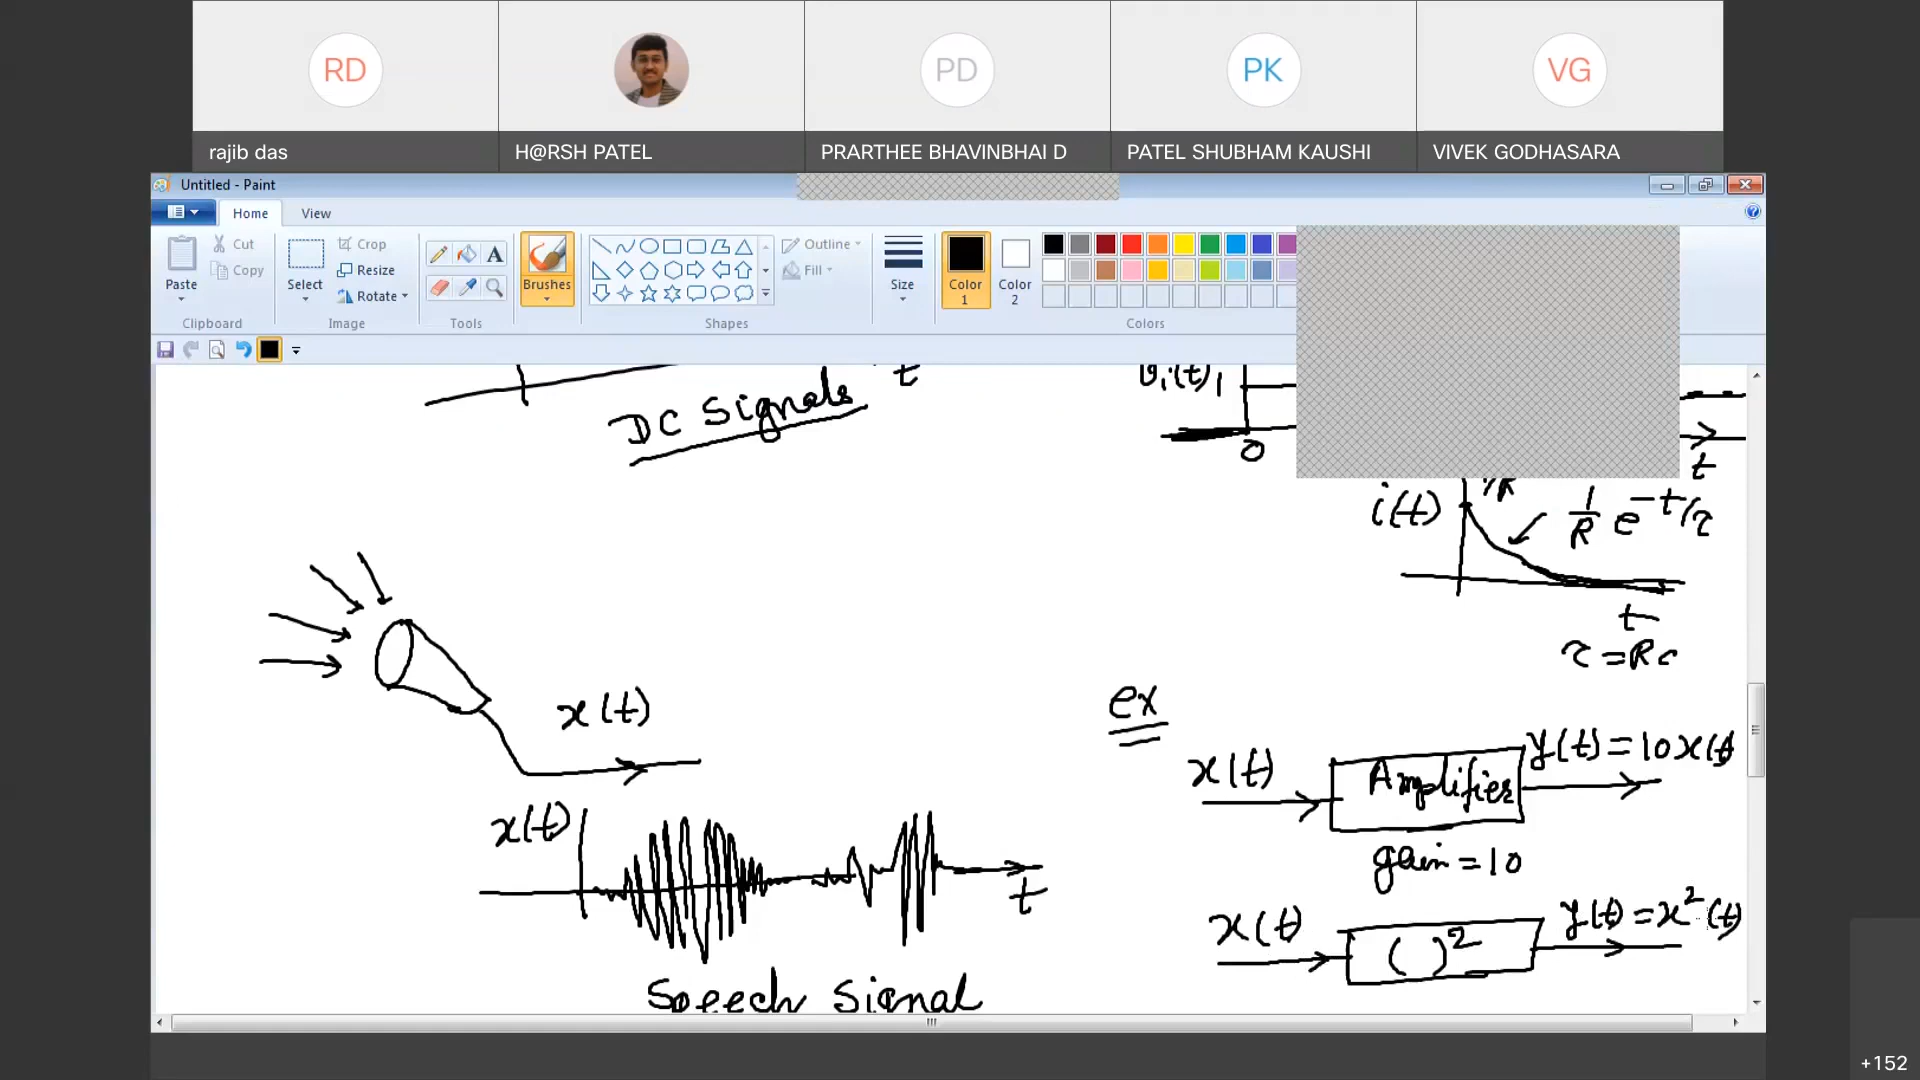 RD
PD
PK
VG
rajib das
H@RSH PATEL
PRARTHEE BHAVINBHAI D
PATEL SHUBHAM KAUSHI
VIVEK GODHASARA
Untitled - Paint
Home
View
Cut
Copy
Paste
Clipboard
Select
Crop
Resize
Rotate
Image
A
Tools
Brushes
Shapes
Outline
Fill
Size
Color 1
Color 2
Colors
t
DC Signals
0
t
i(t)
1/R
1/R e^-t/τ
t
τ = RC
x(t)
x(t)
t
Speech Signal
ex
x(t)
Amplifier
y(t) = 10x(t)
gain = 10
x(t)
( )²
y(t) = x²(t)
+152